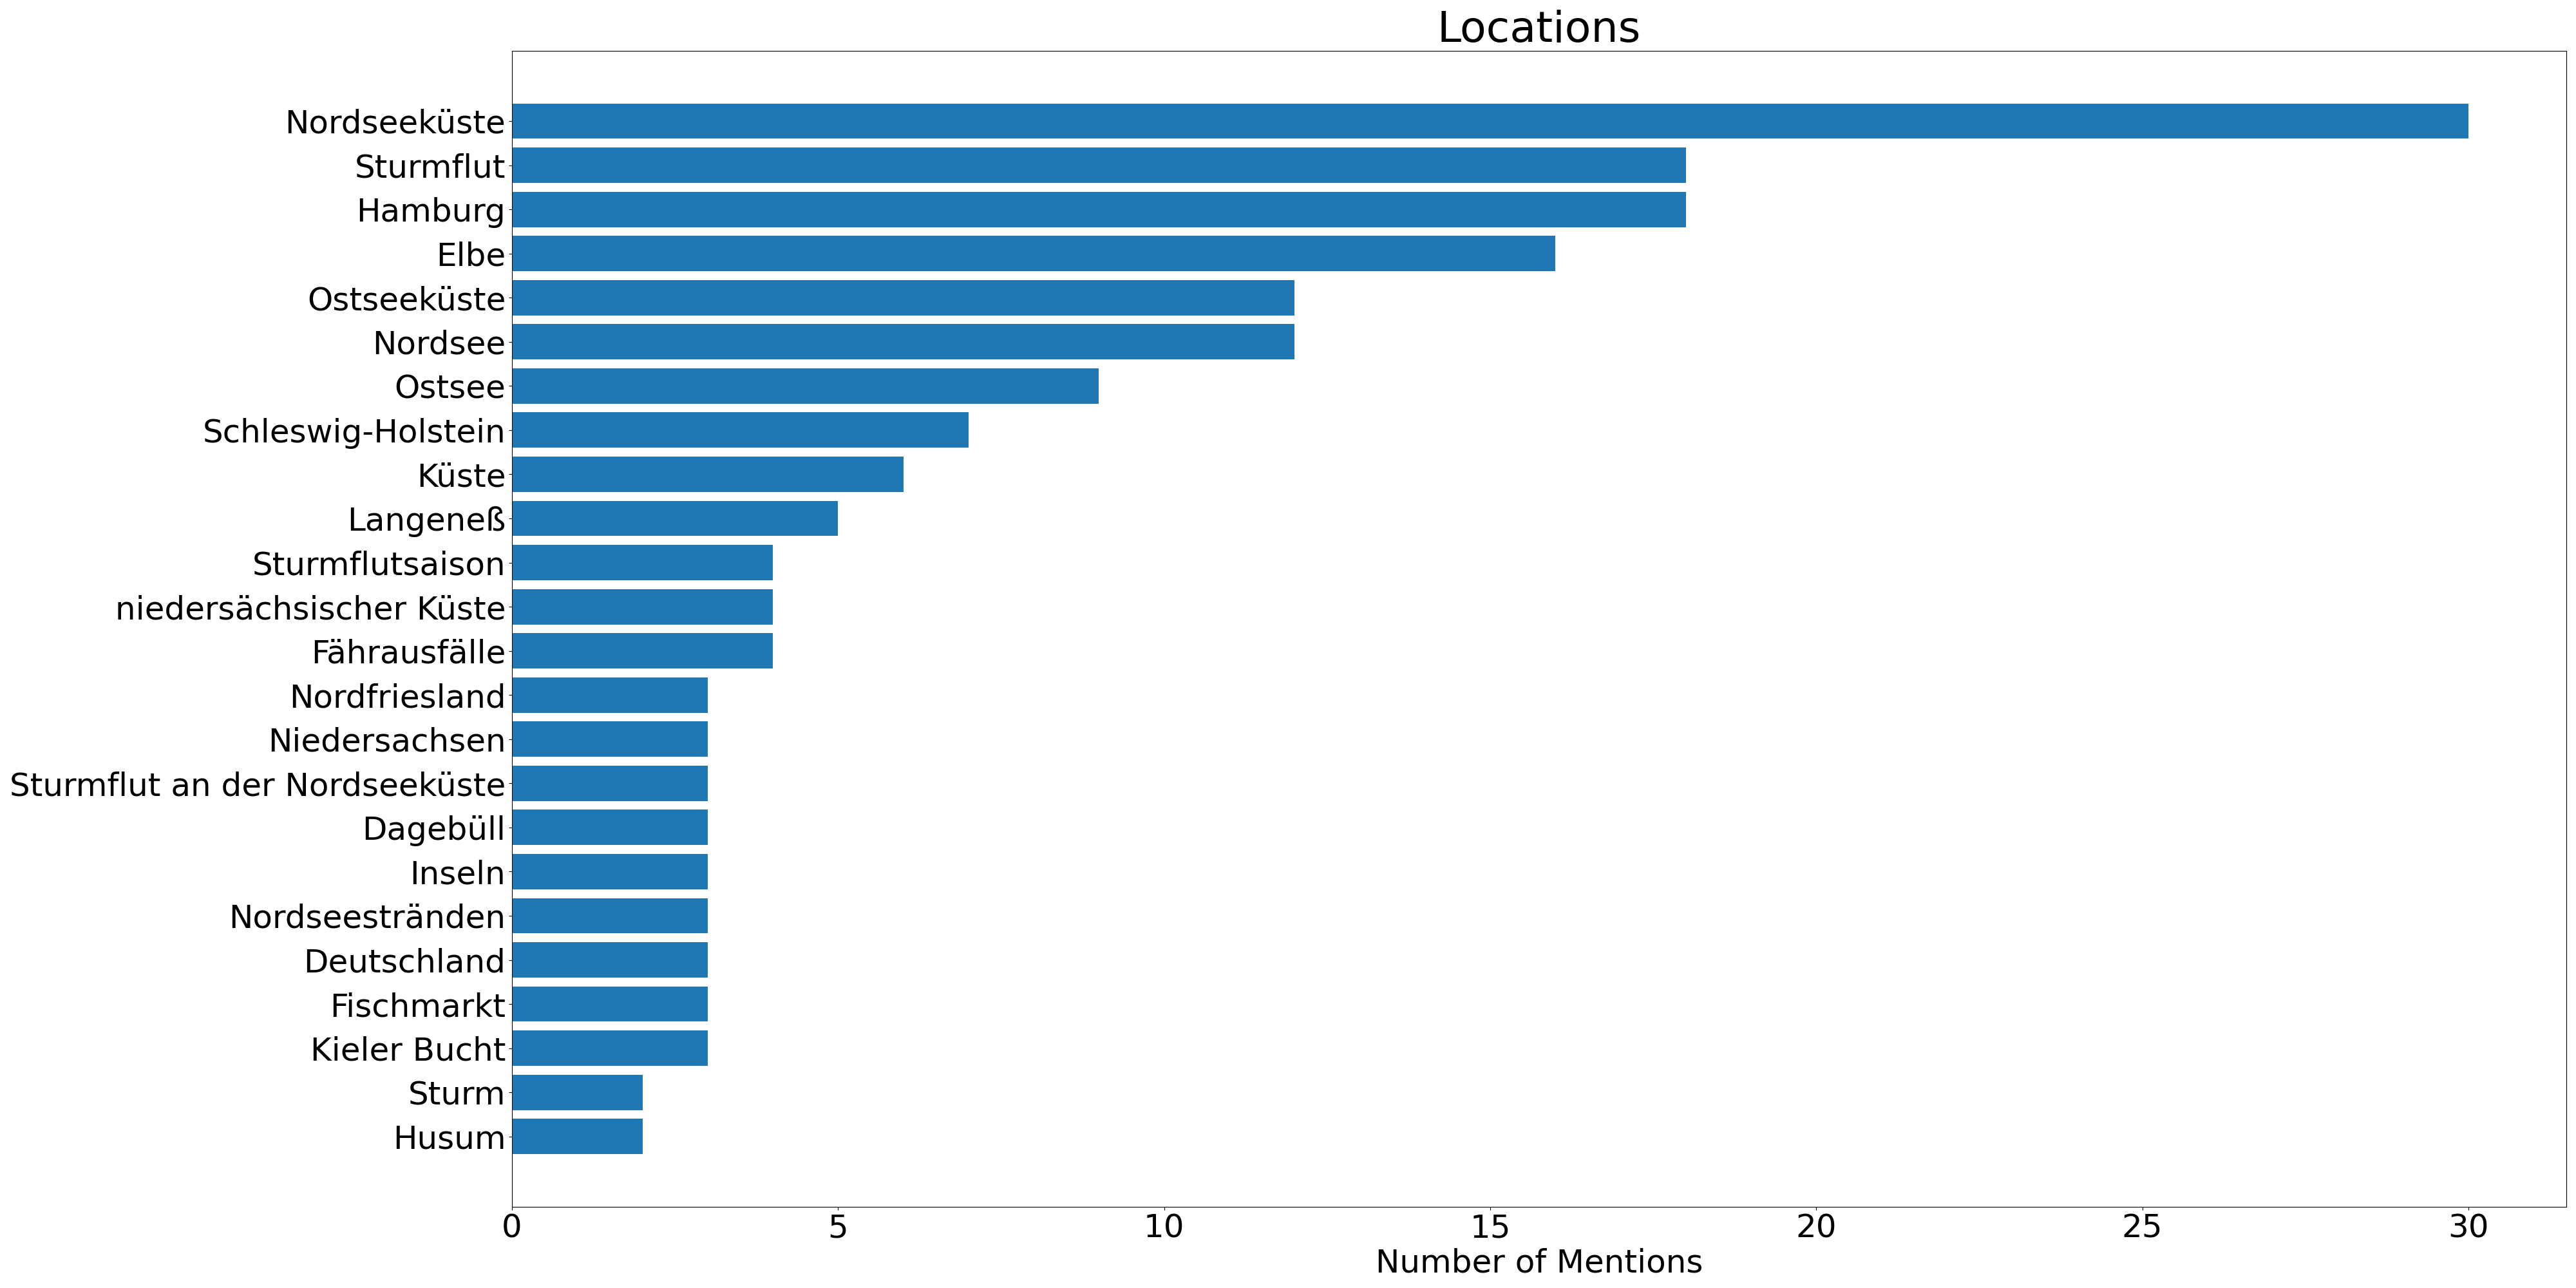 Locations
Nordseeküste
Sturmflut
Hamburg
Elbe
Ostseeküste
Nordsee
Ostsee
Schleswig-Holstein
Küste
Langeneß
Sturmflutsaison
niedersächsischer Küste
Fährausfälle
Nordfriesland
Niedersachsen
Sturmflut an der Nordseeküste
Dagebüll
Inseln
Nordseestränden
Deutschland
Fischmarkt
Kieler Bucht
Sturm
Husum
0 5 10 15 20 25 30
Number of Mentions